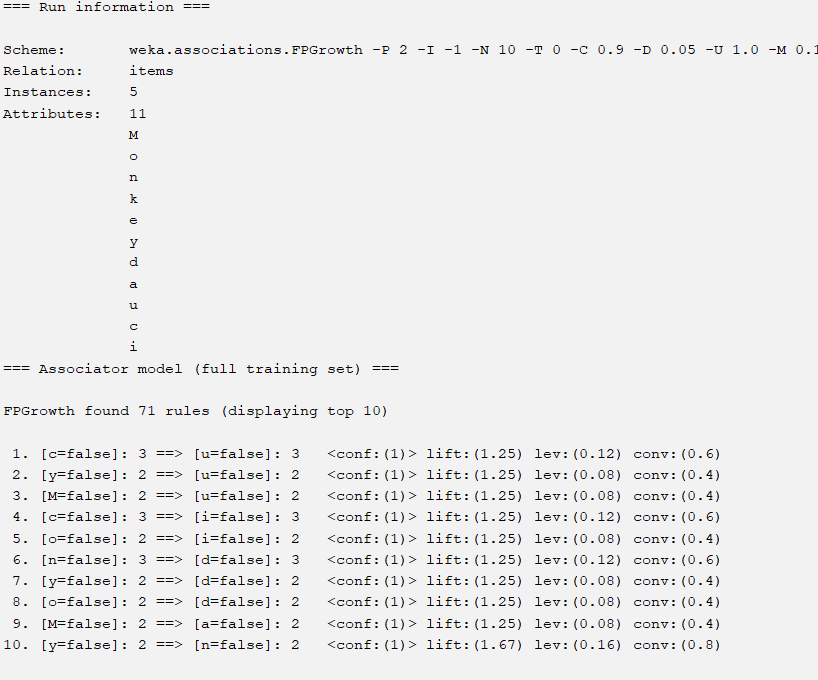 === Run information ===
Scheme: weka.associations.FPGrowth -P 2 -I -1 -N 10 -T 0 -C 0.9 -D 0.05 -U 1.0 -M 0.1
Relation: items
Instances: 5
Attributes: 11
M
o
n
k
e
y
d
a
u
c
i
=== Associator model (full training set) ===
FPGrowth found 71 rules (displaying top 10)
1. [c=false]: 3 ==> [u=false]: 3 <conf:(1)> lift:(1.25) lev:(0.12) conv:(0.6)
2. [y=false]: 2 ==> [u=false]: 2 <conf:(1)> lift:(1.25) lev:(0.08) conv:(0.4)
3. [M=false]: 2 ==> [u=false]: 2 <conf:(1)> lift:(1.25) lev:(0.08) conv:(0.4)
4. [c=false]: 3 ==> [i=false]: 3 <conf:(1)> lift:(1.25) lev:(0.12) conv:(0.6)
5. [o=false]: 2 ==> [i=false]: 2 <conf:(1)> lift:(1.25) lev:(0.08) conv:(0.4)
6. [n=false]: 3 ==> [d=false]: 3 <conf:(1)> lift:(1.25) lev:(0.12) conv:(0.6)
7. [y=false]: 2 ==> [d=false]: 2 <conf:(1)> lift:(1.25) lev:(0.08) conv:(0.4)
8. [o=false]: 2 ==> [d=false]: 2 <conf:(1)> lift:(1.25) lev:(0.08) conv:(0.4)
9. [M=false]: 2 ==> [a=false]: 2 <conf:(1)> lift:(1.25) lev:(0.08) conv:(0.4)
10. [y=false]: 2 ==> [n=false]: 2 <conf:(1)> lift:(1.67) lev:(0.16) conv:(0.8)